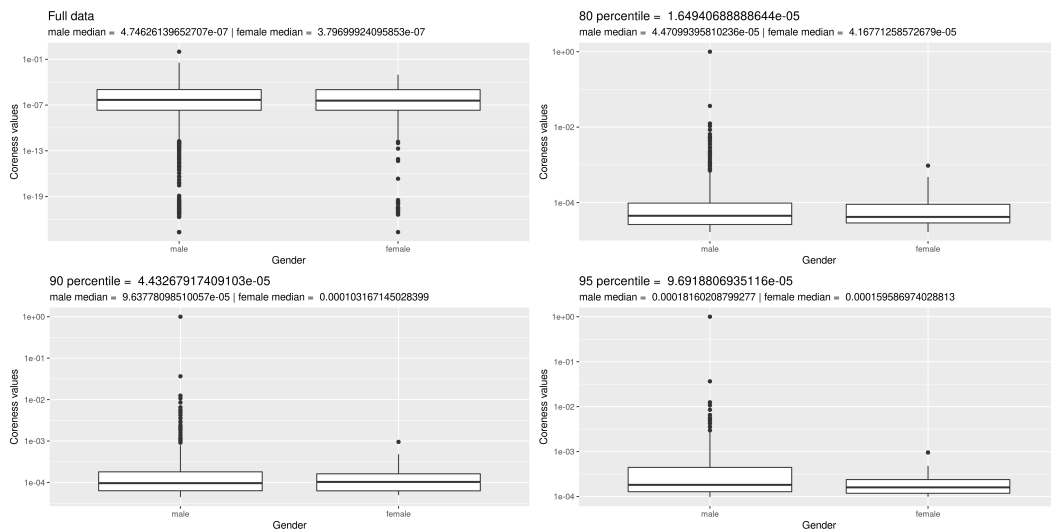 Full data
male median = 4.74626139652707e-07 | female median = 3.79699924095853e-07
1e-01
1e-07
1e-13
1e-19
Coreness values
male
female
Gender
80 percentile = 1.64940688888644e-05
male median = 4.47099395810236e-05 | female median = 4.16771258572679e-05
1e+00
1e-02
1e-04
Coreness values
male
female
Gender
90 percentile = 4.43267917409103e-05
male median = 9.63778098510057e-05 | female median = 0.000103167145028399
1e+00
1e-01
1e-02
1e-03
1e-04
Coreness values
male
female
Gender
95 percentile = 9.6918806935116e-05
male median = 0.00018160208799277 | female median = 0.000159586974028813
1e+00
1e-01
1e-02
1e-03
1e-04
Coreness values
male
female
Gender